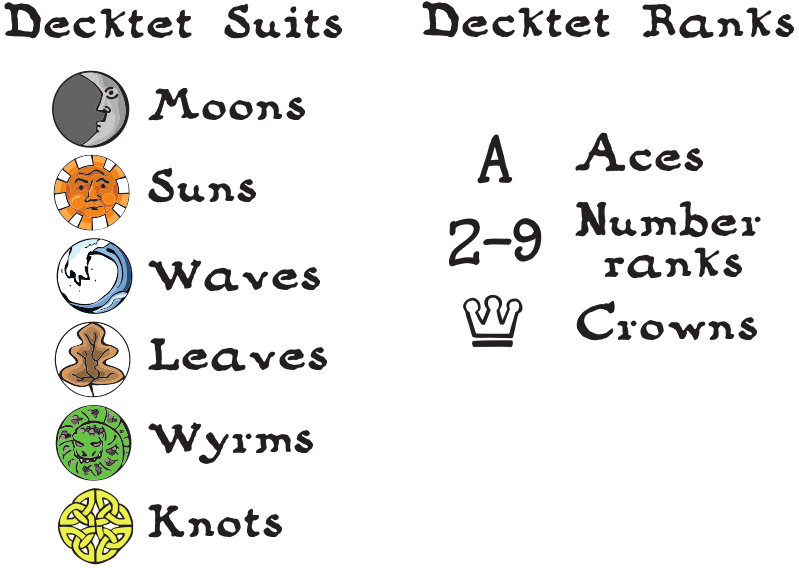 Decktet Suits
Moons
Suns
Waves
Leaves
Wyrms
Knots
Decktet Ranks
A Aces
2-9 Number
ranks
Crowns